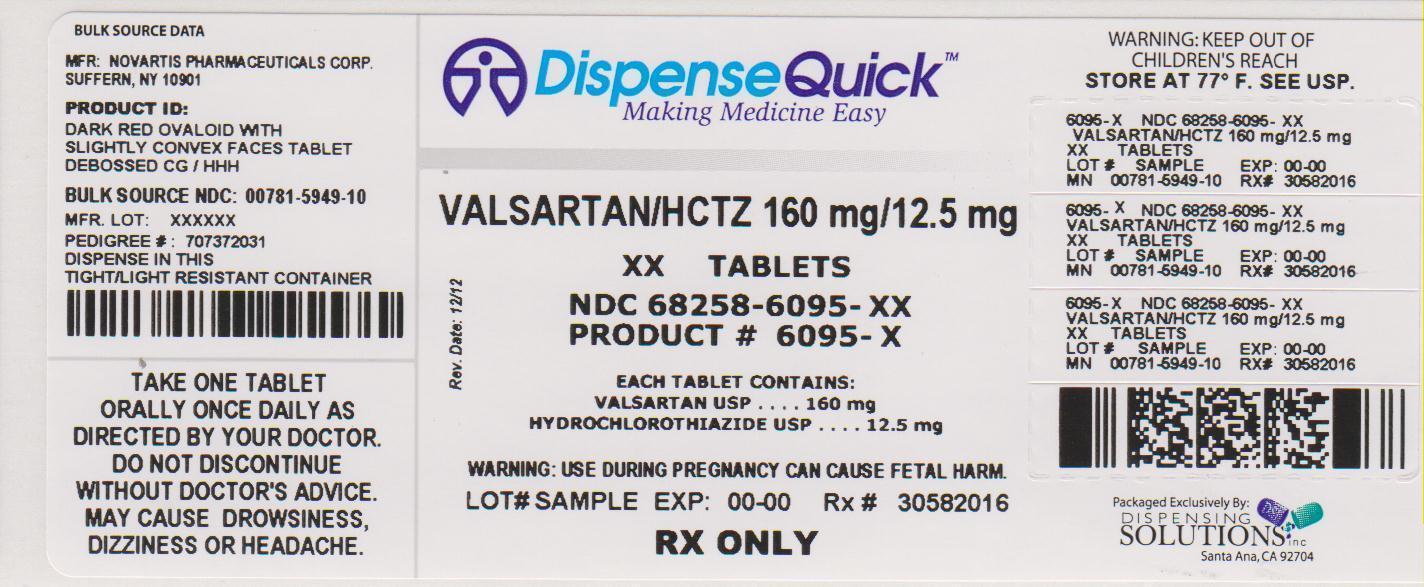 BULK SOURCE DATA
MFR: NOVARTIS PHARMACEUTICALS CORP.
SUFFERN, NY 10901
PRODUCT ID:
DARK RED OVALOID WITH
SLIGHTLY CONVEX FACES TABLET
DEBOSSED CG / HHH
BULK SOURCE NDC: 00781-5949-10
MFR. LOT: XXXXXX
PEDIGREE # : 707372031
DISPENSE IN THIS
TIGHT/LIGHT RESISTANT CONTAINER
TAKE ONE TABLET
ORALLY ONCE DAILY AS
DIRECTED BY YOUR DOCTOR.
DO NOT DISCONTINUE
WITHOUT DOCTOR'S ADVICE.
MAY CAUSE DROWSINESS,
DIZZINESS OR HEADACHE.
DispenseQuick™
Making Medicine Easy
VALSARTAN/HCTZ 160 mg/12.5 mg
XX TABLETS
NDC 68258-6095-XX
PRODUCT # 6095-X
Rev. Date: 12/12
EACH TABLET CONTAINS:
VALSARTAN USP .... 160 mg
HYDROCHLOROTHIAZIDE USP .... 12.5 mg
WARNING: USE DURING PREGNANCY CAN CAUSE FETAL HARM.
LOT# SAMPLE EXP: 00-00 Rx # 30582016
RX ONLY
WARNING: KEEP OUT OF
CHILDREN'S REACH
STORE AT 77° F. SEE USP.
6095-X NDC 68258-6095-XX
VALSARTAN/HCTZ 160 mg/12.5 mg
XX TABLETS
LOT # SAMPLE EXP: 00-00
MN 00781-5949-10 RX# 30582016
6095-X NDC 68258-6095-XX
VALSARTAN/HCTZ 160 mg/12.5 mg
XX TABLETS
LOT # SAMPLE EXP: 00-00
MN 00781-5949-10 RX# 30582016
6095-X NDC 68258-6095-XX
VALSARTAN/HCTZ 160 mg/12.5 mg
XX TABLETS
LOT # SAMPLE EXP: 00-00
MN 00781-5949-10 RX# 30582016
Packaged Exclusively By:
DISPENSING
SOLUTIONS inc
DSI
Santa Ana, CA 92704